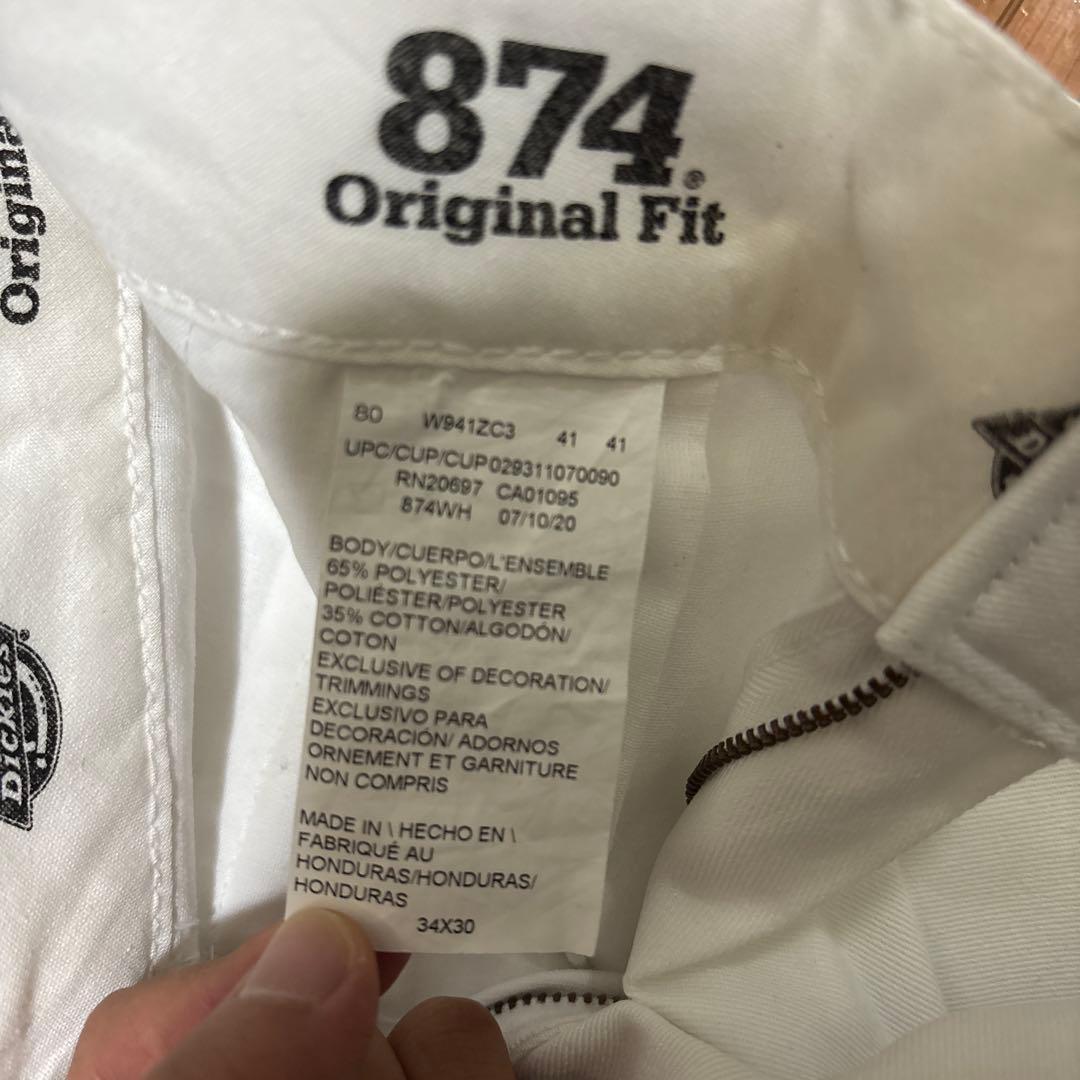 874®
Original Fit
Origina
Dickies®
80 W941ZC3 41 41
UPC/CUP/CUP029311070090
RN20697 CA01095
874WH 07/10/20
BODY/CUERPO/L'ENSEMBLE
65% POLYESTER/
POLIÉSTER/POLYESTER
35% COTTON/ALGODÓN/
COTON
EXCLUSIVE OF DECORATION/
TRIMMINGS
EXCLUSIVO PARA
DECORACIÓN/ ADORNOS
ORNEMENT ET GARNITURE
NON COMPRIS
MADE IN \ HECHO EN \
FABRIQUÉ AU
HONDURAS/HONDURAS/
HONDURAS
34X30